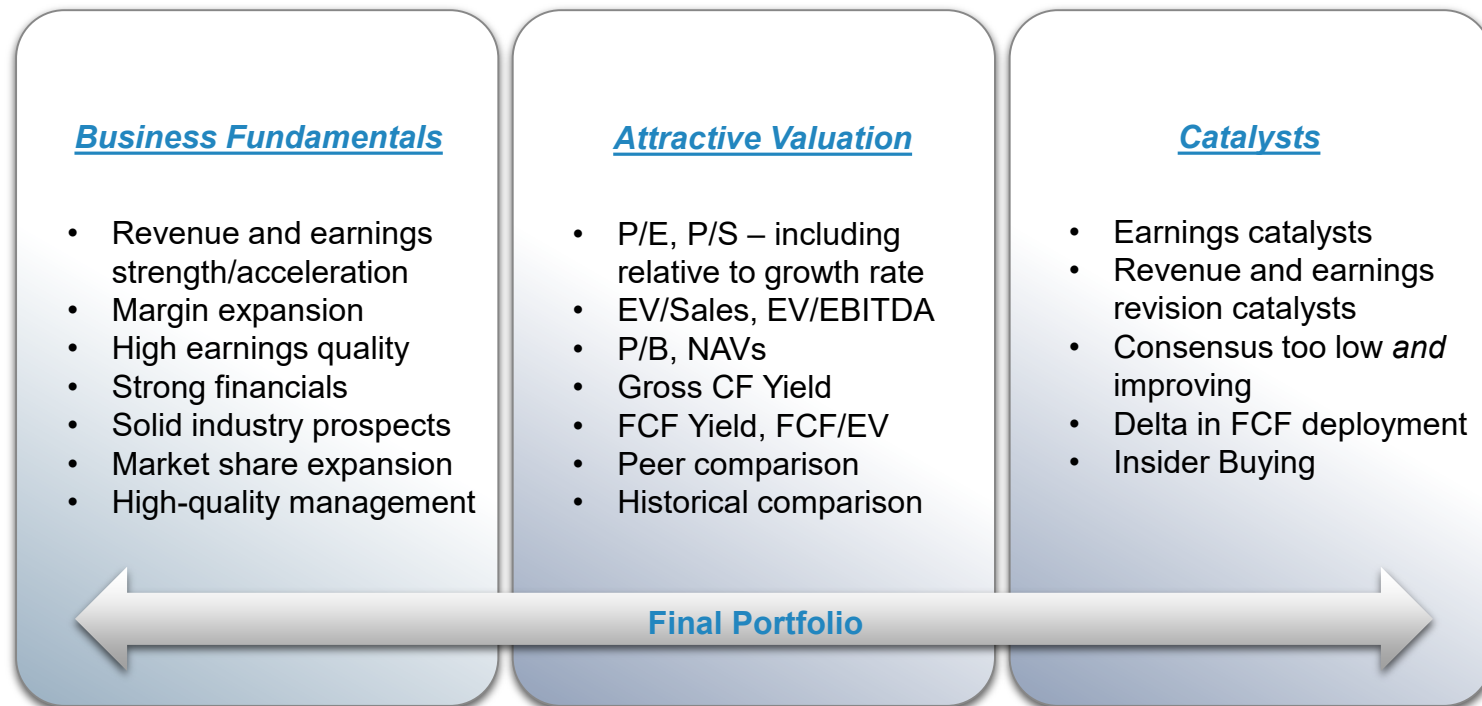 Business Fundamentals
• Revenue and earnings
strength/acceleration
• Margin expansion
• High earnings quality
• Strong financials
• Solid industry prospects
• Market share expansion
• High-quality management
Attractive Valuation
• P/E, P/S – including
relative to growth rate
• EV/Sales, EV/EBITDA
• P/B, NAVs
• Gross CF Yield
• FCF Yield, FCF/EV
• Peer comparison
• Historical comparison
Catalysts
• Earnings catalysts
• Revenue and earnings
revision catalysts
• Consensus too low and
improving
• Delta in FCF deployment
• Insider Buying
Final Portfolio